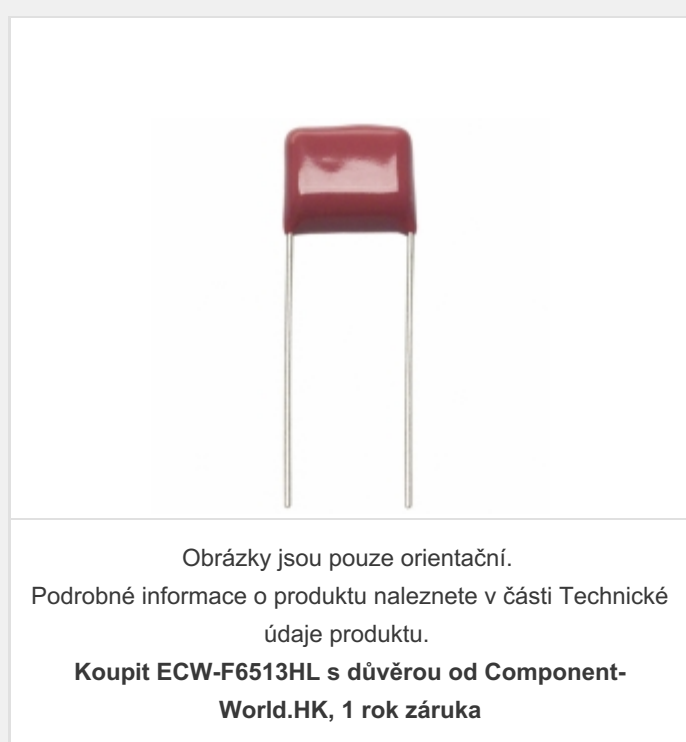 Obrázky jsou pouze orientační.
Podrobné informace o produktu naleznete v části Technické
údaje produktu.
Koupit ECW-F6513HL s důvěrou od Component-
World.HK, 1 rok záruka